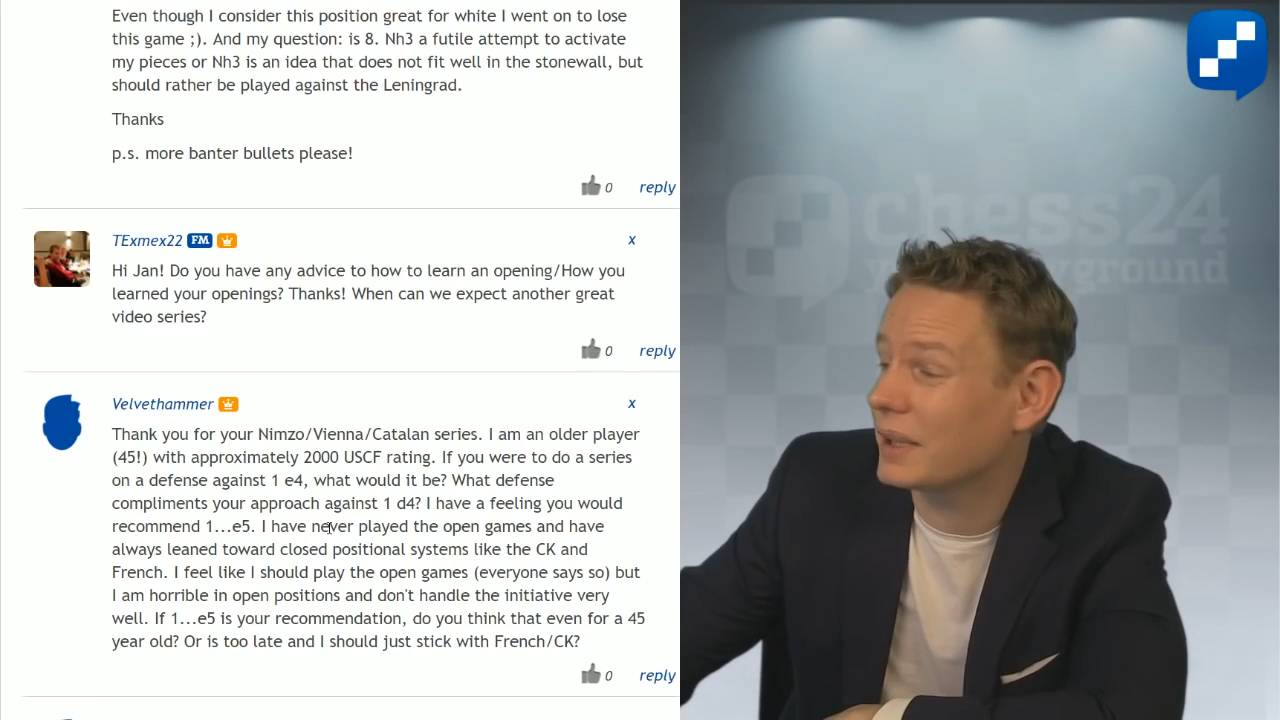 Even though I consider this position great for white I went on to lose
this game ;). And my question: is 8. Nh3 a futile attempt to activate
my pieces or Nh3 is an idea that does not fit well in the stonewall, but
should rather be played against the Leningrad.
Thanks
p.s. more banter bullets please!
0 reply
TExmex22 FM x
Hi Jan! Do you have any advice to how to learn an opening/How you
learned your openings? Thanks! When can we expect another great
video series?
0 reply
Velvethammer x
Thank you for your Nimzo/Vienna/Catalan series. I am an older player
(45!) with approximately 2000 USCF rating. If you were to do a series
on a defense against 1 e4, what would it be? What defense
compliments your approach against 1 d4? I have a feeling you would
recommend 1...e5. I have never played the open games and have
always leaned toward closed positional systems like the CK and
French. I feel like I should play the open games (everyone says so) but
I am horrible in open positions and don't handle the initiative very
well. If 1...e5 is your recommendation, do you think that even for a 45
year old? Or is too late and I should just stick with French/CK?
0 reply
chess24